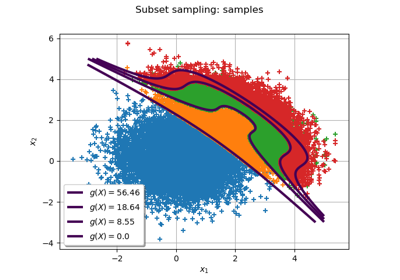 Subset sampling: samples
6
4
2
0
−2
−4
x2
g(X) = 56.46
g(X) = 18.64
g(X) = 8.55
g(X) = 0.0
−2
0
2
4
x1